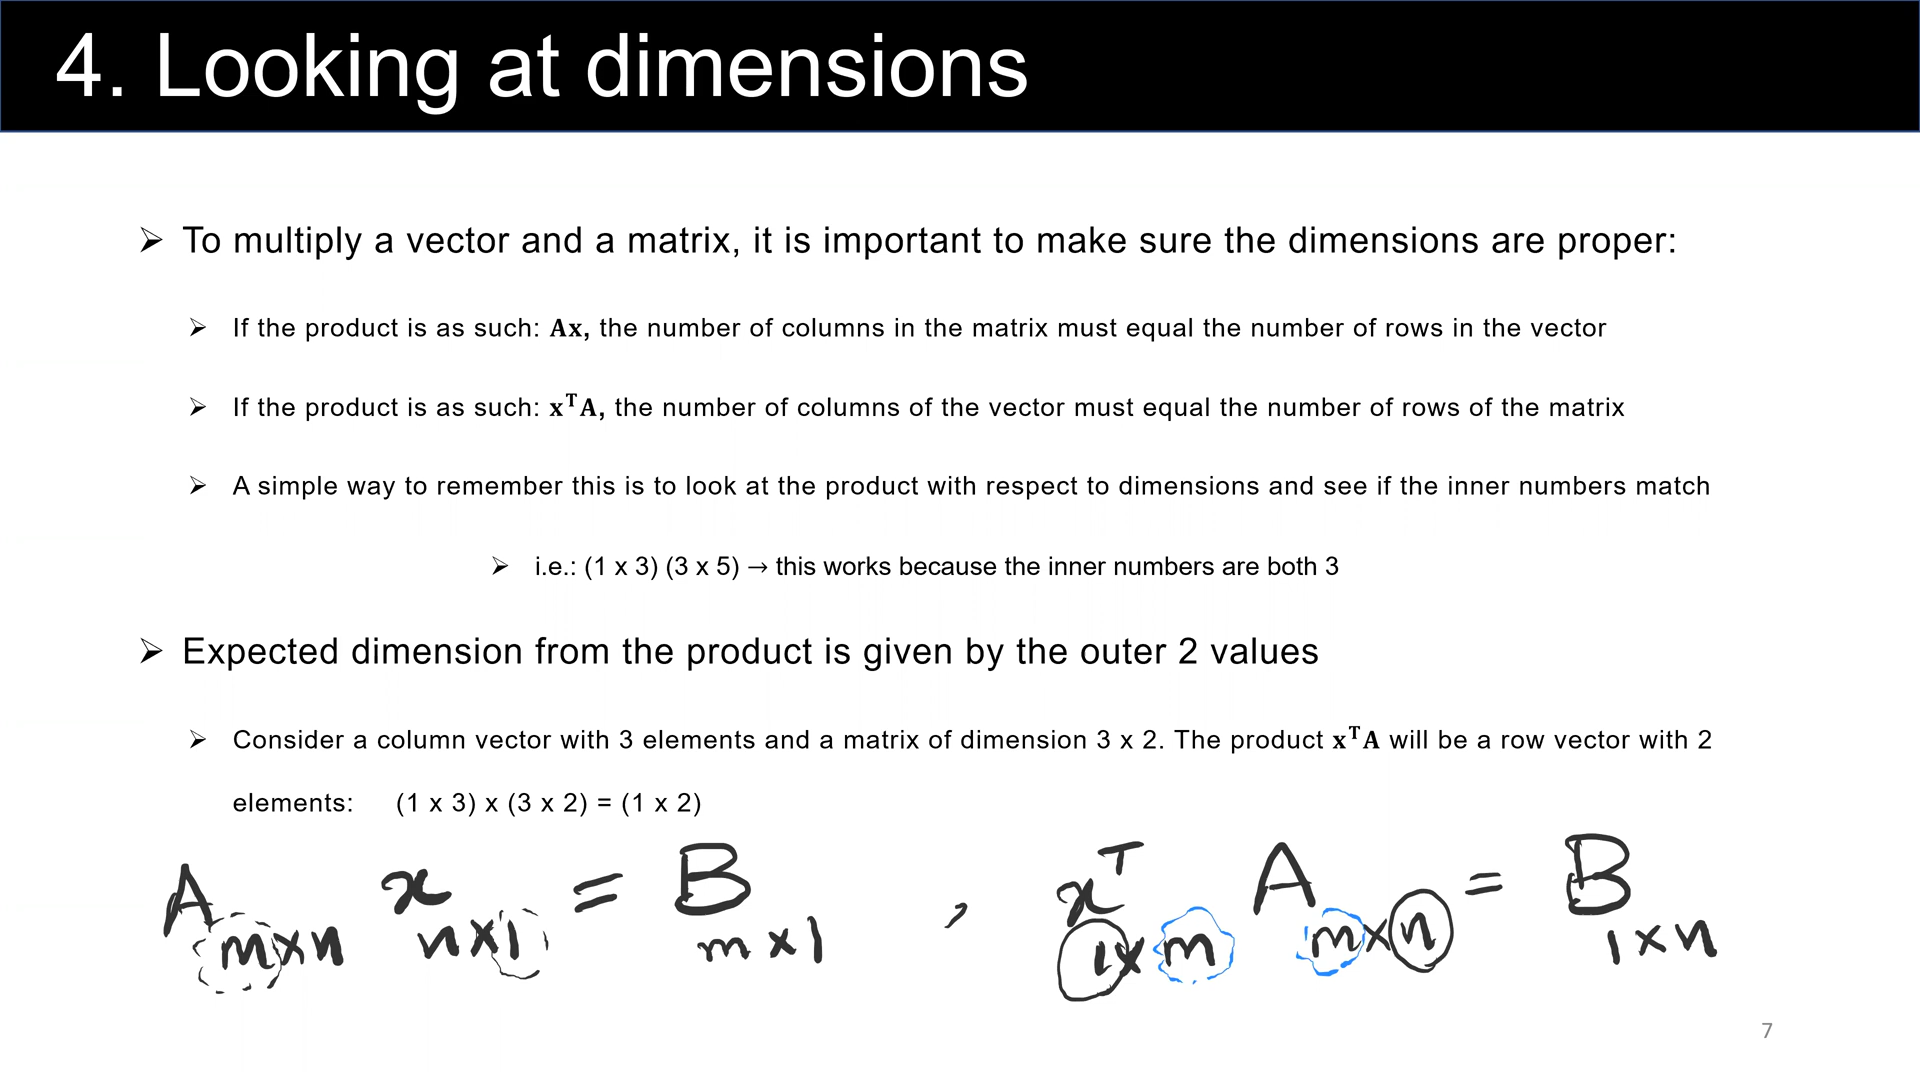 4. Looking at dimensions
➢ To multiply a vector and a matrix, it is important to make sure the dimensions are proper:
➢ If the product is as such: Ax, the number of columns in the matrix must equal the number of rows in the vector
➢ If the product is as such: xᵀA, the number of columns of the vector must equal the number of rows of the matrix
➢ A simple way to remember this is to look at the product with respect to dimensions and see if the inner numbers match
➢ i.e.: (1 x 3) (3 x 5) → this works because the inner numbers are both 3
➢ Expected dimension from the product is given by the outer 2 values
➢ Consider a column vector with 3 elements and a matrix of dimension 3 x 2. The product xᵀA will be a row vector with 2
elements: (1 x 3) x (3 x 2) = (1 x 2)
A x = B , xᵀ A = B
m×n n×1 m×1 1×m m×n 1×n
7